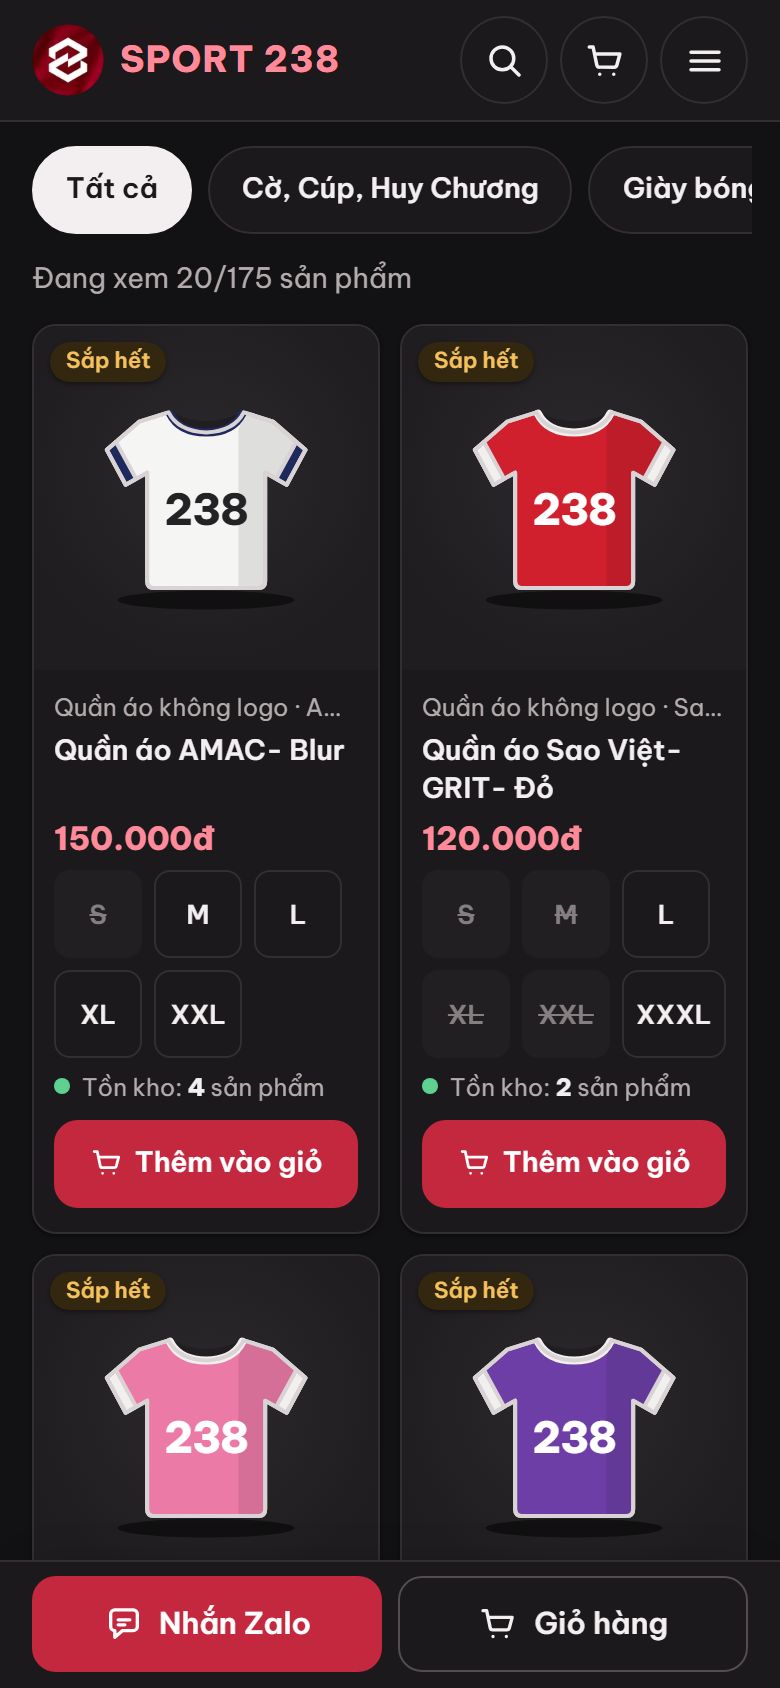 SPORT 238
Tất cả
Cờ, Cúp, Huy Chương
Giày bóng
Đang xem 20/175 sản phẩm
Sắp hết
Sắp hết
238
238
Quần áo không logo · A...
Quần áo AMAC- Blur
150.000đ
S
M
L
XL
XXL
Tồn kho: 4 sản phẩm
Thêm vào giỏ
Quần áo không logo · Sa...
Quần áo Sao Việt-
GRIT- Đỏ
120.000đ
S
M
L
XL
XXL
XXXL
Tồn kho: 2 sản phẩm
Thêm vào giỏ
Sắp hết
Sắp hết
238
238
Nhắn Zalo
Giỏ hàng